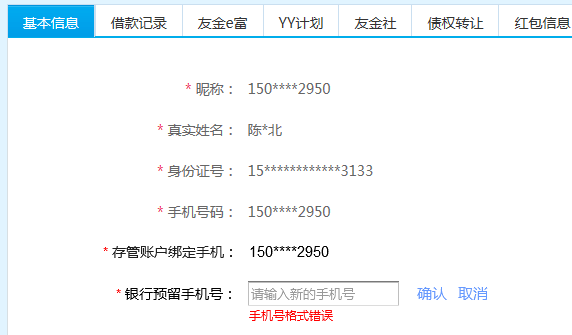 基本信息 借款记录 友金e富 YY计划 友金社 债权转让 红包信息
* 昵称： 150****2950
* 真实姓名： 陈*北
* 身份证号： 15************3133
* 手机号码： 150****2950
* 存管账户绑定手机： 150****2950
* 银行预留手机号： 请输入新的手机号 确认 取消
手机号格式错误